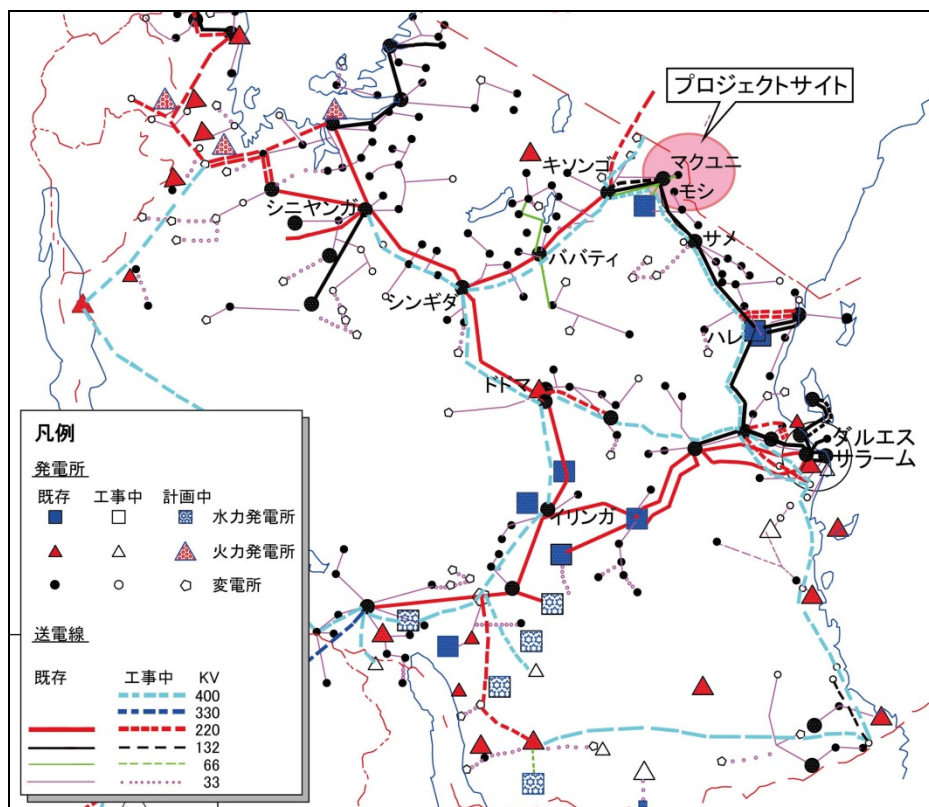 プロジェクトサイト
キソンゴ
マクユニ
モシ
シニヤンガ
サメ
ババティ
シンギダ
ハレ
ドドマ
ダルエス
サラーム
イリンガ
凡例
発電所
既存 工事中 計画中
水力発電所
火力発電所
変電所
送電線
既存 工事中 KV
400
330
220
132
66
33